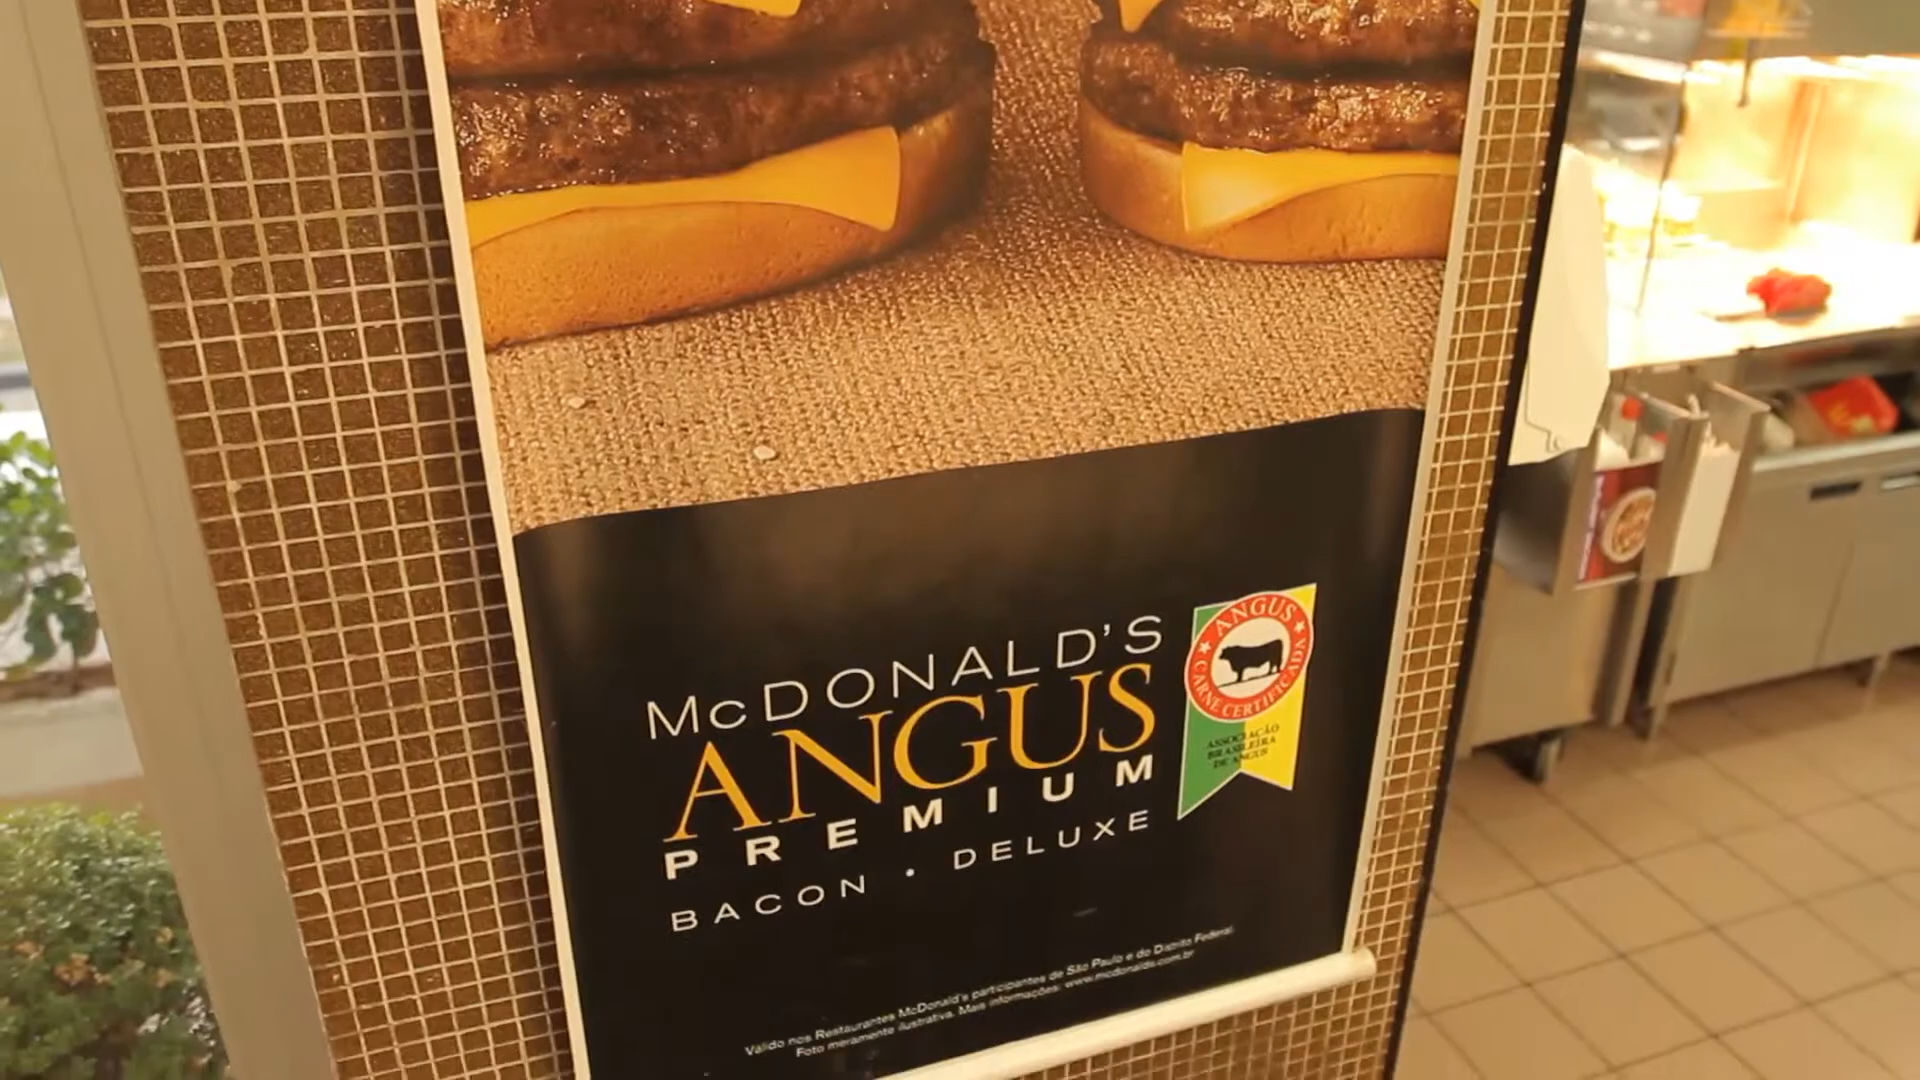 McDONALD'S
ANGUS
PREMIUM
BACON • DELUXE
ANGUS
CARNE CERTIFICADA
ASSOCIAÇÃO
BRASILEIRA
DE ANGUS
Válido nos Restaurantes McDonald's participantes de São Paulo e do Distrito Federal.
Foto meramente ilustrativa. Mais informações: www.mcdonalds.com.br